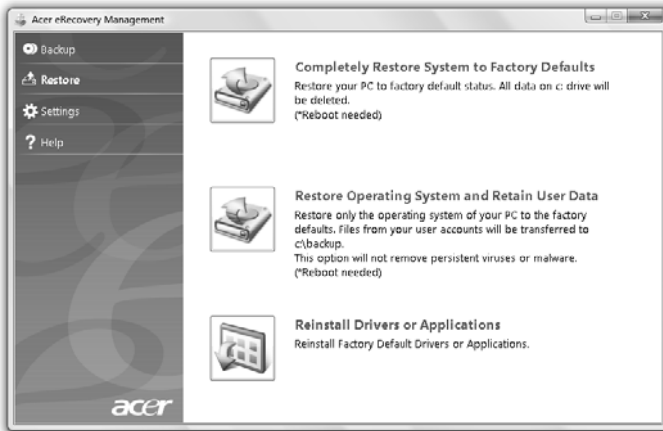 Acer eRecovery Management
Backup
Restore
Settings
Help
Completely Restore System to Factory Defaults
Restore your PC to factory default status. All data on c: drive will
be deleted.
(*Reboot needed)
Restore Operating System and Retain User Data
Restore only the operating system of your PC to the factory
defaults. Files from your user accounts will be transferred to
c:\backup.
This option will not remove persistent viruses or malware.
(*Reboot needed)
Reinstall Drivers or Applications
Reinstall Factory Default Drivers or Applications.
acer